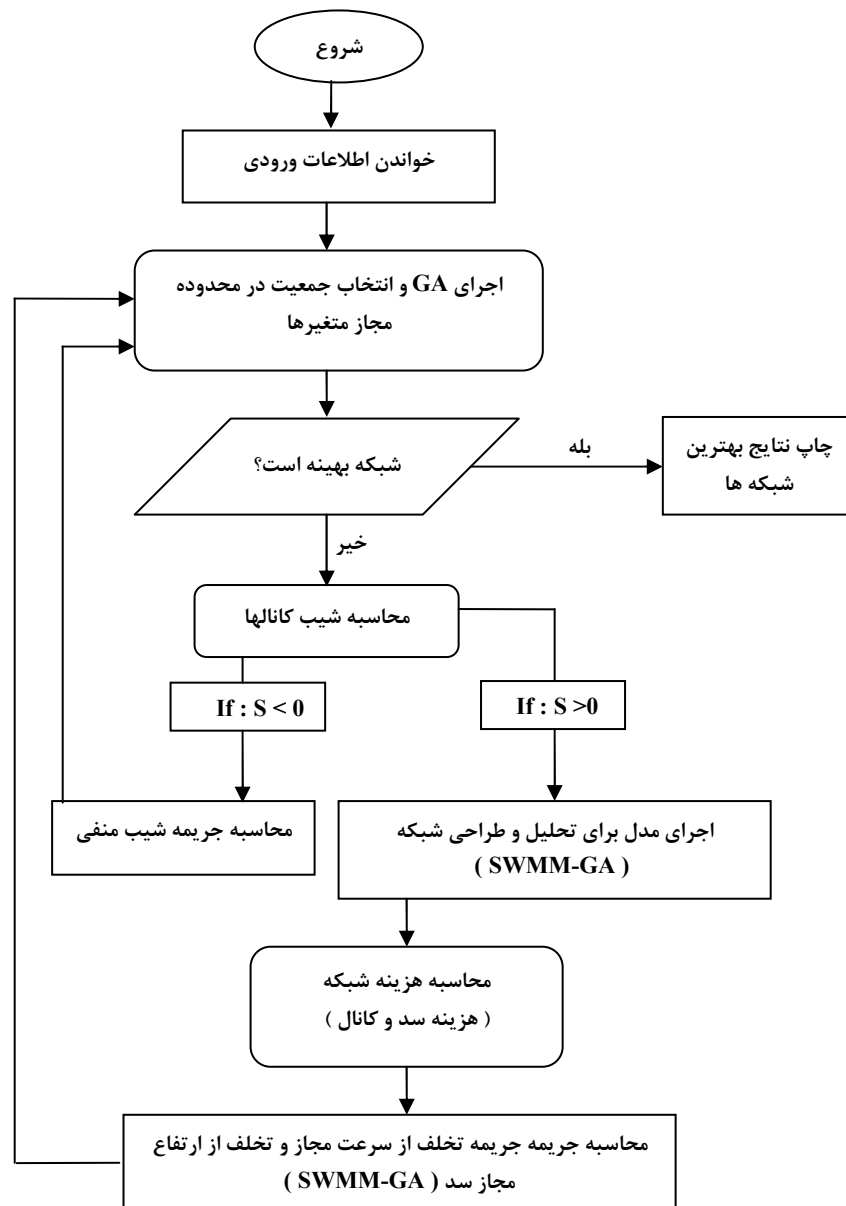 شروع
خواندن اطلاعات ورودی
اجرای GA و انتخاب جمعیت در محدوده
مجاز متغیرها
شبکه بهینه است؟
بله
چاپ نتایج بهترین
شبکه ها
خیر
محاسبه شیب کانالها
If : S < 0
If : S >0
محاسبه جریمه شیب منفی
اجرای مدل برای تحلیل و طراحی شبکه
( SWMM-GA )
محاسبه هزینه شبکه
( هزینه سد و کانال )
محاسبه جریمه جریمه تخلف از سرعت مجاز و تخلف از ارتفاع
مجاز سد ( SWMM-GA )